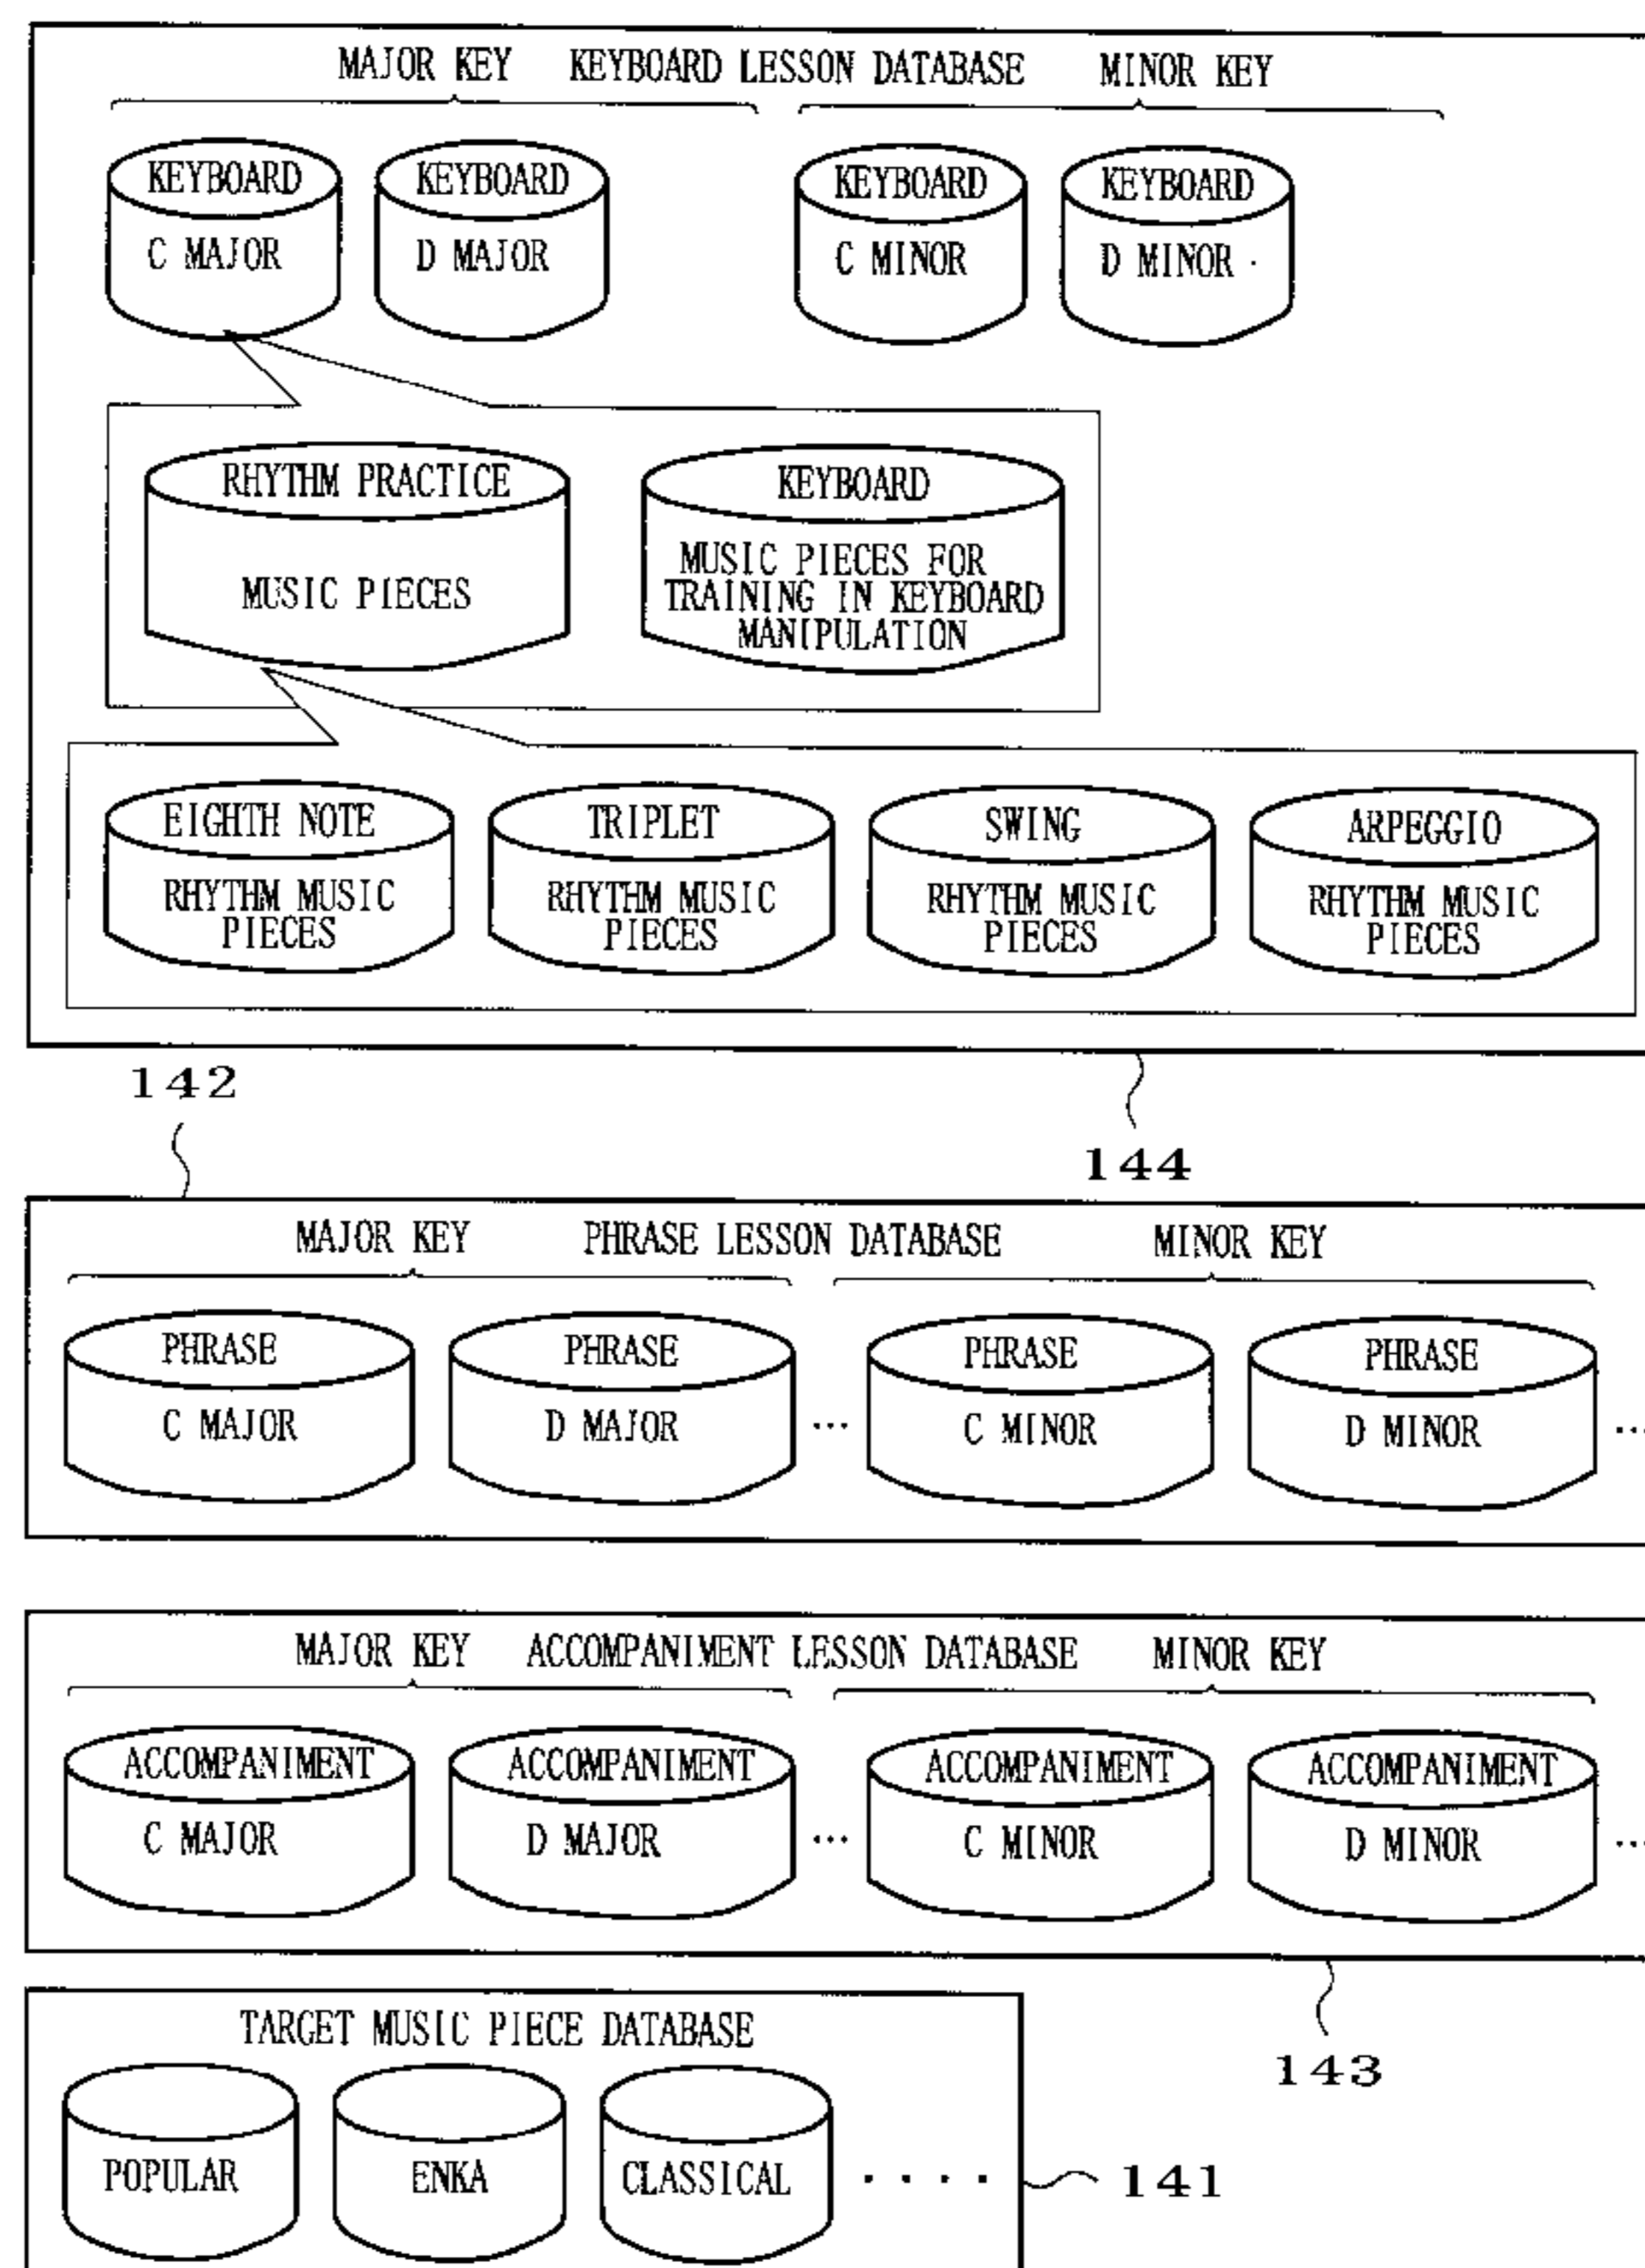 MAJOR KEY KEYBOARD LESSON DATABASE MINOR KEY
KEYBOARD KEYBOARD KEYBOARD KEYBOARD
C MAJOR D MAJOR C MINOR D MINOR
RHYTHM PRACTICE KEYBOARD
MUSIC PIECES
MUSIC PIECES FOR
TRAINING IN KEYBOARD
MANIPULATION
EIGHTH NOTE TRIPLET SWING ARPEGGIO
RHYTHM MUSIC RHYTHM MUSIC RHYTHM MUSIC RHYTHM MUSIC
PIECES PIECES PIECES PIECES
142
144
MAJOR KEY PHRASE LESSON DATABASE MINOR KEY
PHRASE PHRASE PHRASE PHRASE
C MAJOR D MAJOR ... C MINOR D MINOR ...
MAJOR KEY ACCOMPANIMENT LESSON DATABASE MINOR KEY
ACCOMPANIMENT ACCOMPANIMENT ACCOMPANIMENT ACCOMPANIMENT
C MAJOR D MAJOR ... C MINOR D MINOR ...
143
TARGET MUSIC PIECE DATABASE
POPULAR ENKA CLASSICAL .... 141